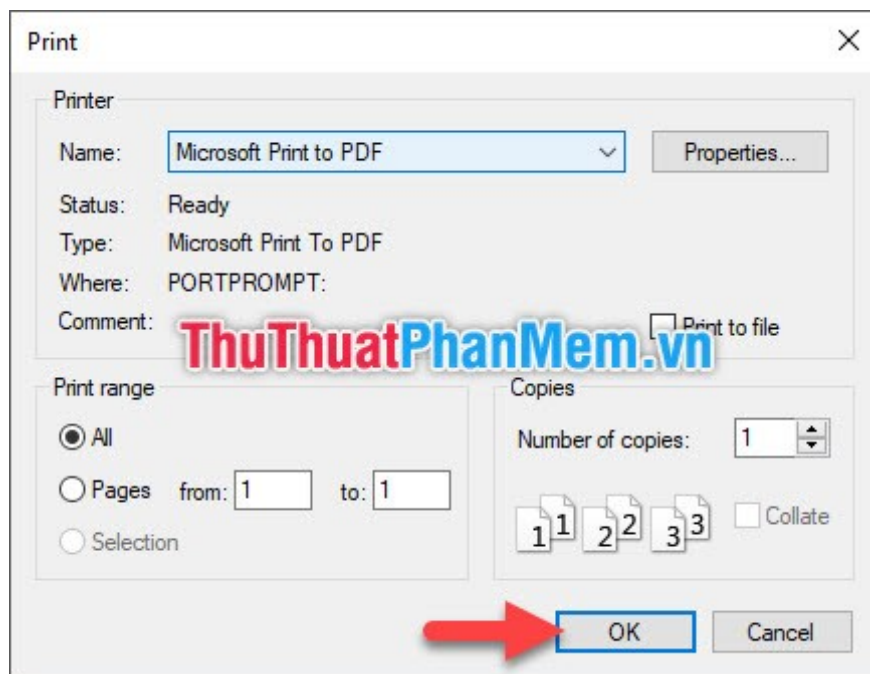 Print
Printer
Name: Microsoft Print to PDF Properties...
Status: Ready
Type: Microsoft Print To PDF
Where: PORTPROMPT:
Comment: Print to file
ThuThuatPhanMem.vn
Print range
All
Pages from: 1 to: 1
Selection
Copies
Number of copies: 1
1 1 2 2 3 3 Collate
OK Cancel